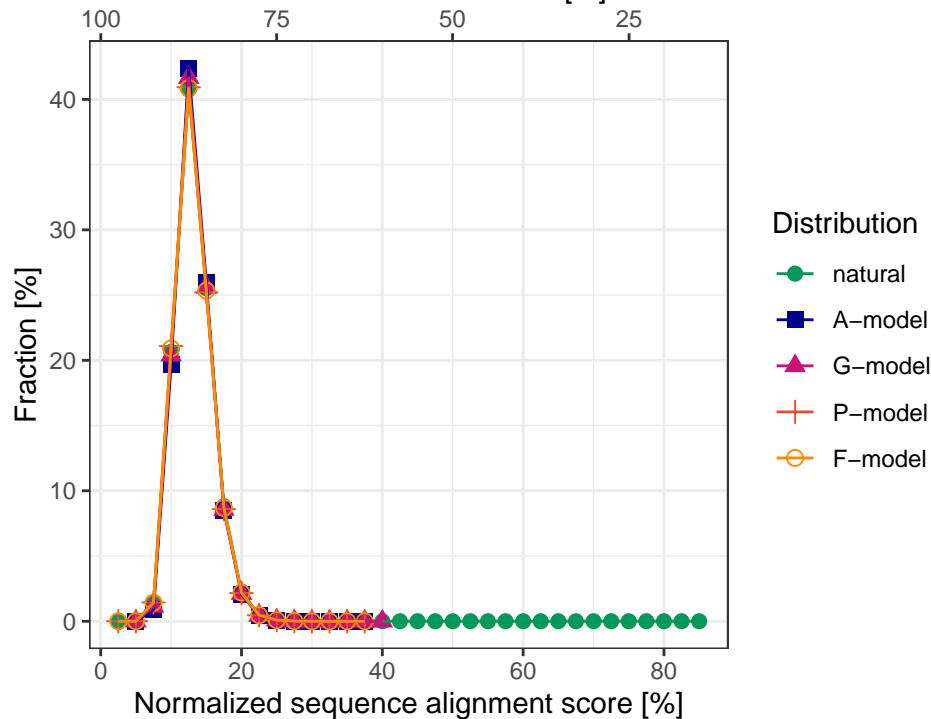 100 75 50 25
40
30
20
10
0
Fraction [%]
0 20 40 60 80
Normalized sequence alignment score [%]
Distribution
natural
A−model
G−model
P−model
F−model